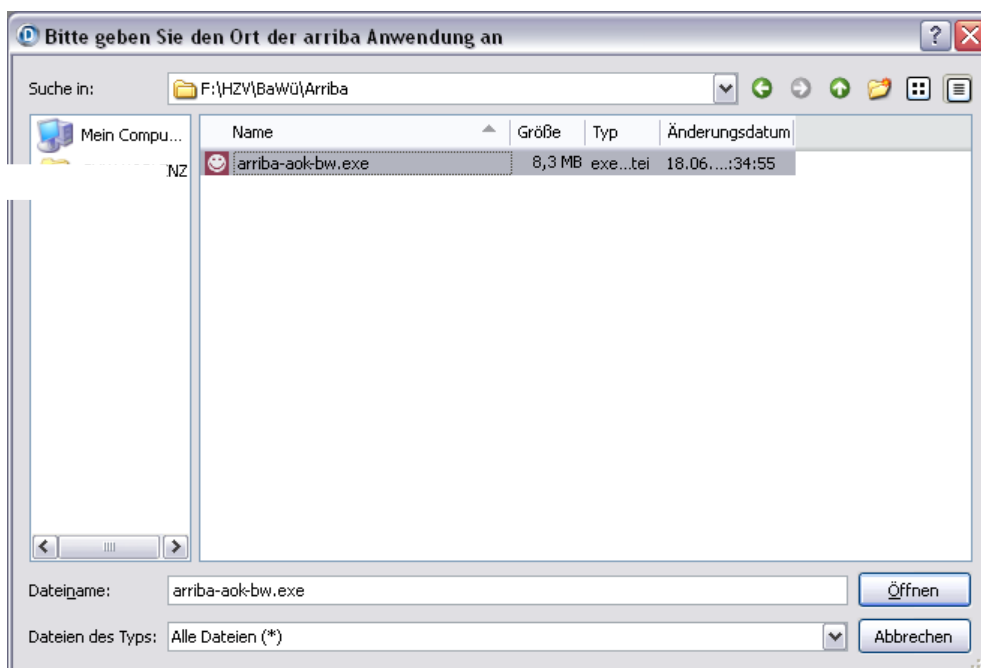 Bitte geben Sie den Ort der arriba Anwendung an
Suche in: F:\HZV\BaWü\Arriba
Mein Compu...
NZ
Name Größe Typ Änderungsdatum
arriba-aok-bw.exe 8,3 MB exe...tei 18.06....:34:55
Dateiname: arriba-aok-bw.exe Öffnen
Dateien des Typs: Alle Dateien (*) Abbrechen